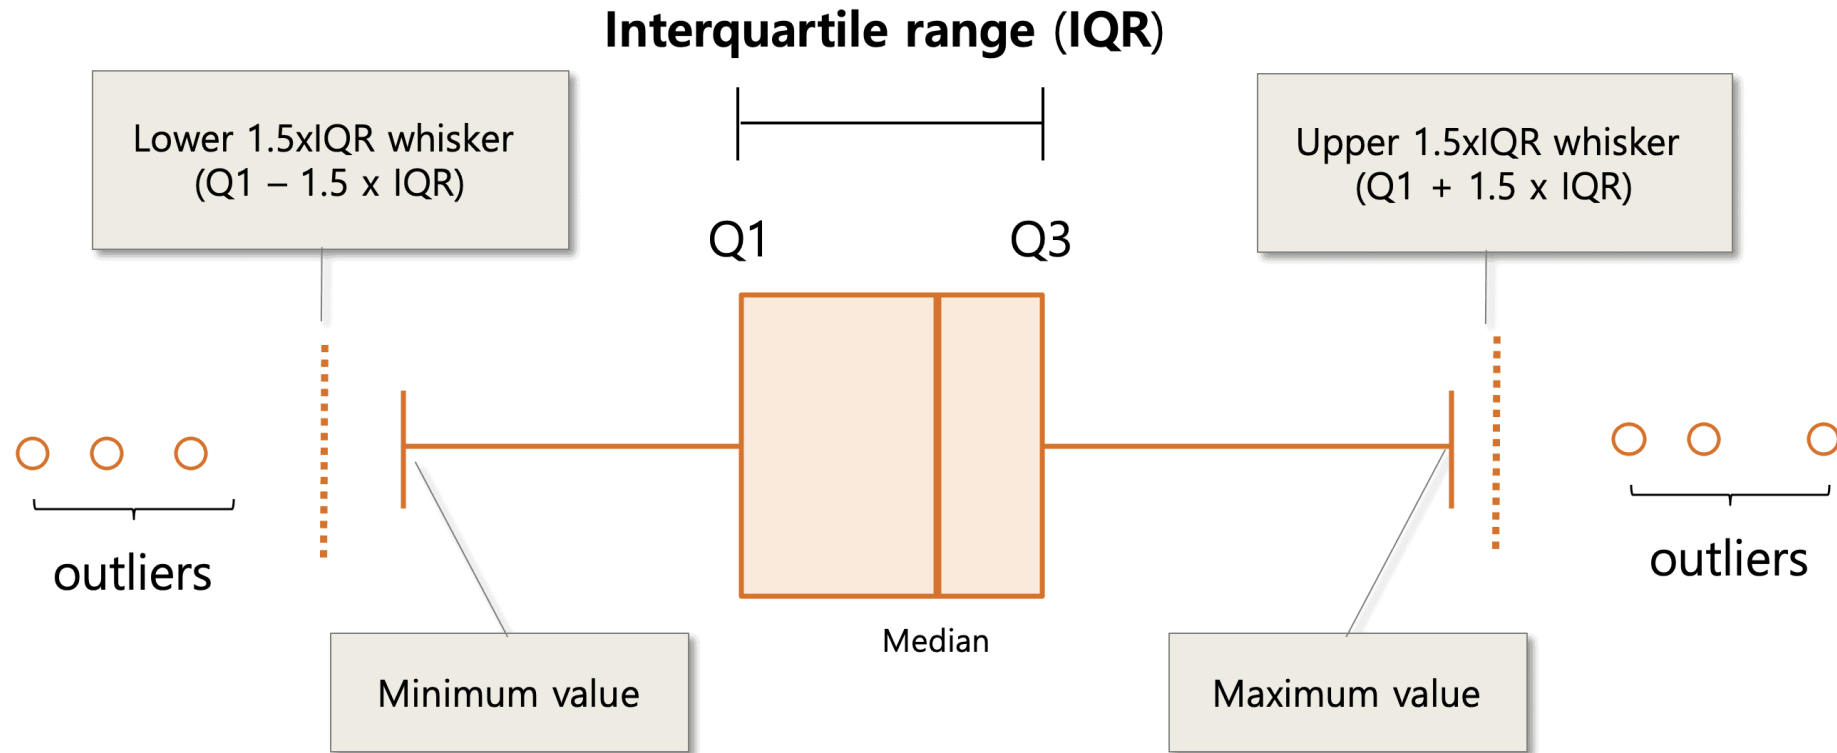 Interquartile range (IQR)
Lower 1.5xIQR whisker
(Q1 – 1.5 x IQR)
Upper 1.5xIQR whisker
(Q1 + 1.5 x IQR)
Q1
Q3
outliers
outliers
Median
Minimum value
Maximum value